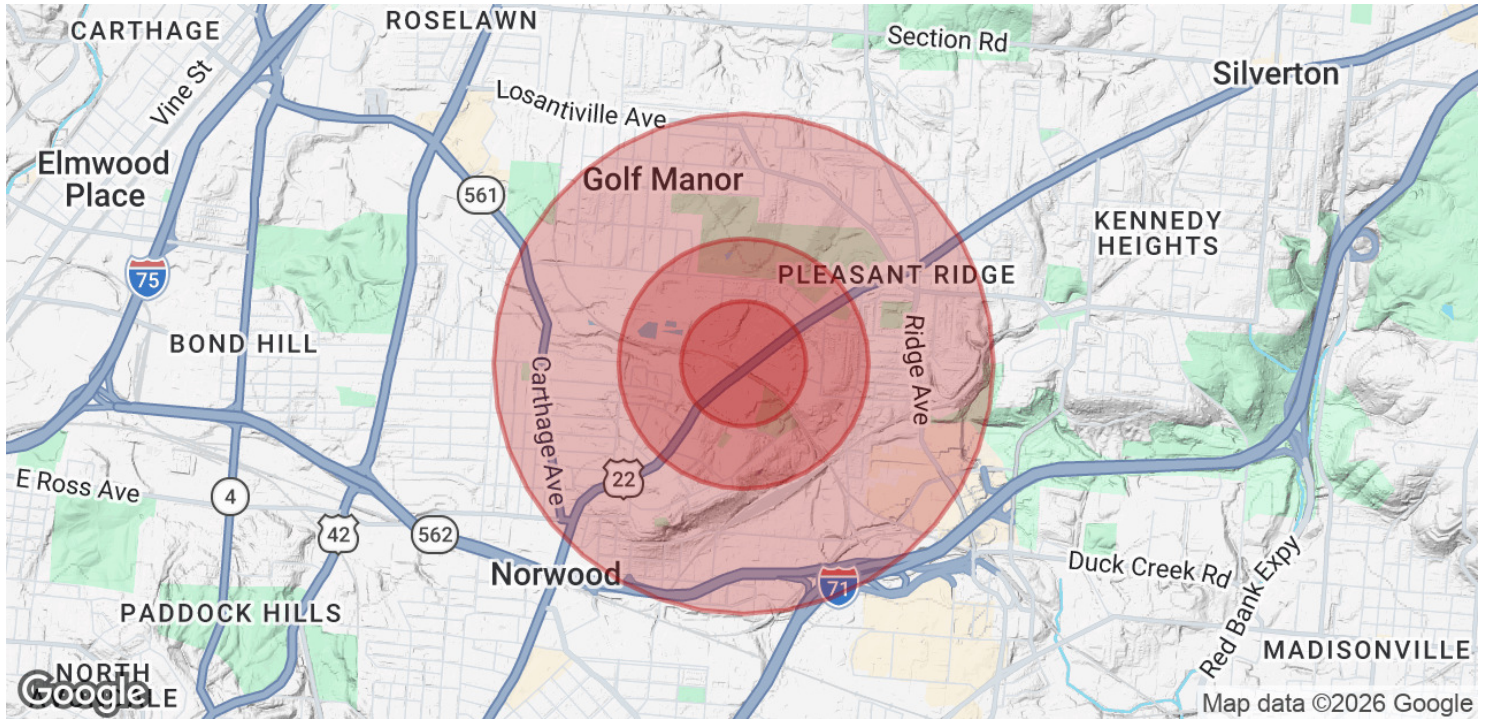 CARTHAGE
ROSELAWN
Section Rd
Silverton
Vine St
Losantiville Ave
Elmwood
Place
Golf Manor
561
KENNEDY
HEIGHTS
75
PLEASANT RIDGE
BOND HILL
Ridge Ave
Carthage Ave
22
E Ross Ave
4
42
562
Norwood
71
Duck Creek Rd
Red Bank Expy
PADDOCK HILLS
MADISONVILLE
NORTH
Google
Map data ©2026 Google